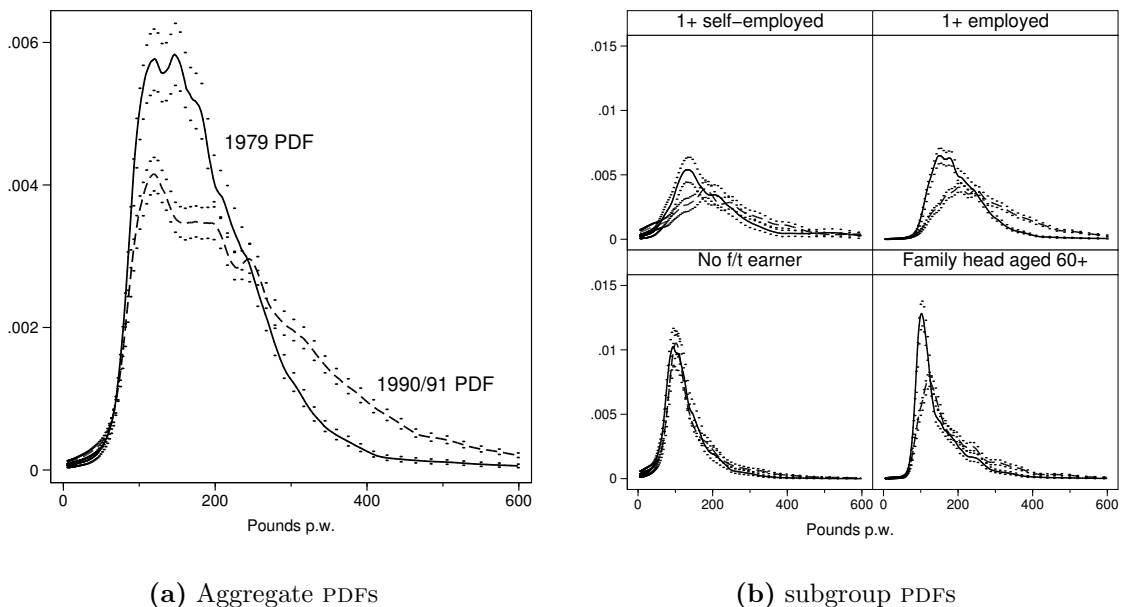 .006
.004
.002
0
1979 PDF
1990/91 PDF
0 200 400 600
Pounds p.w.
(a) Aggregate PDFs
1+ self−employed 1+ employed
.015
.01
.005
0
No f/t earner Family head aged 60+
.015
.01
.005
0
0 200 400 600 0 200 400 600
Pounds p.w.
(b) subgroup PDFs